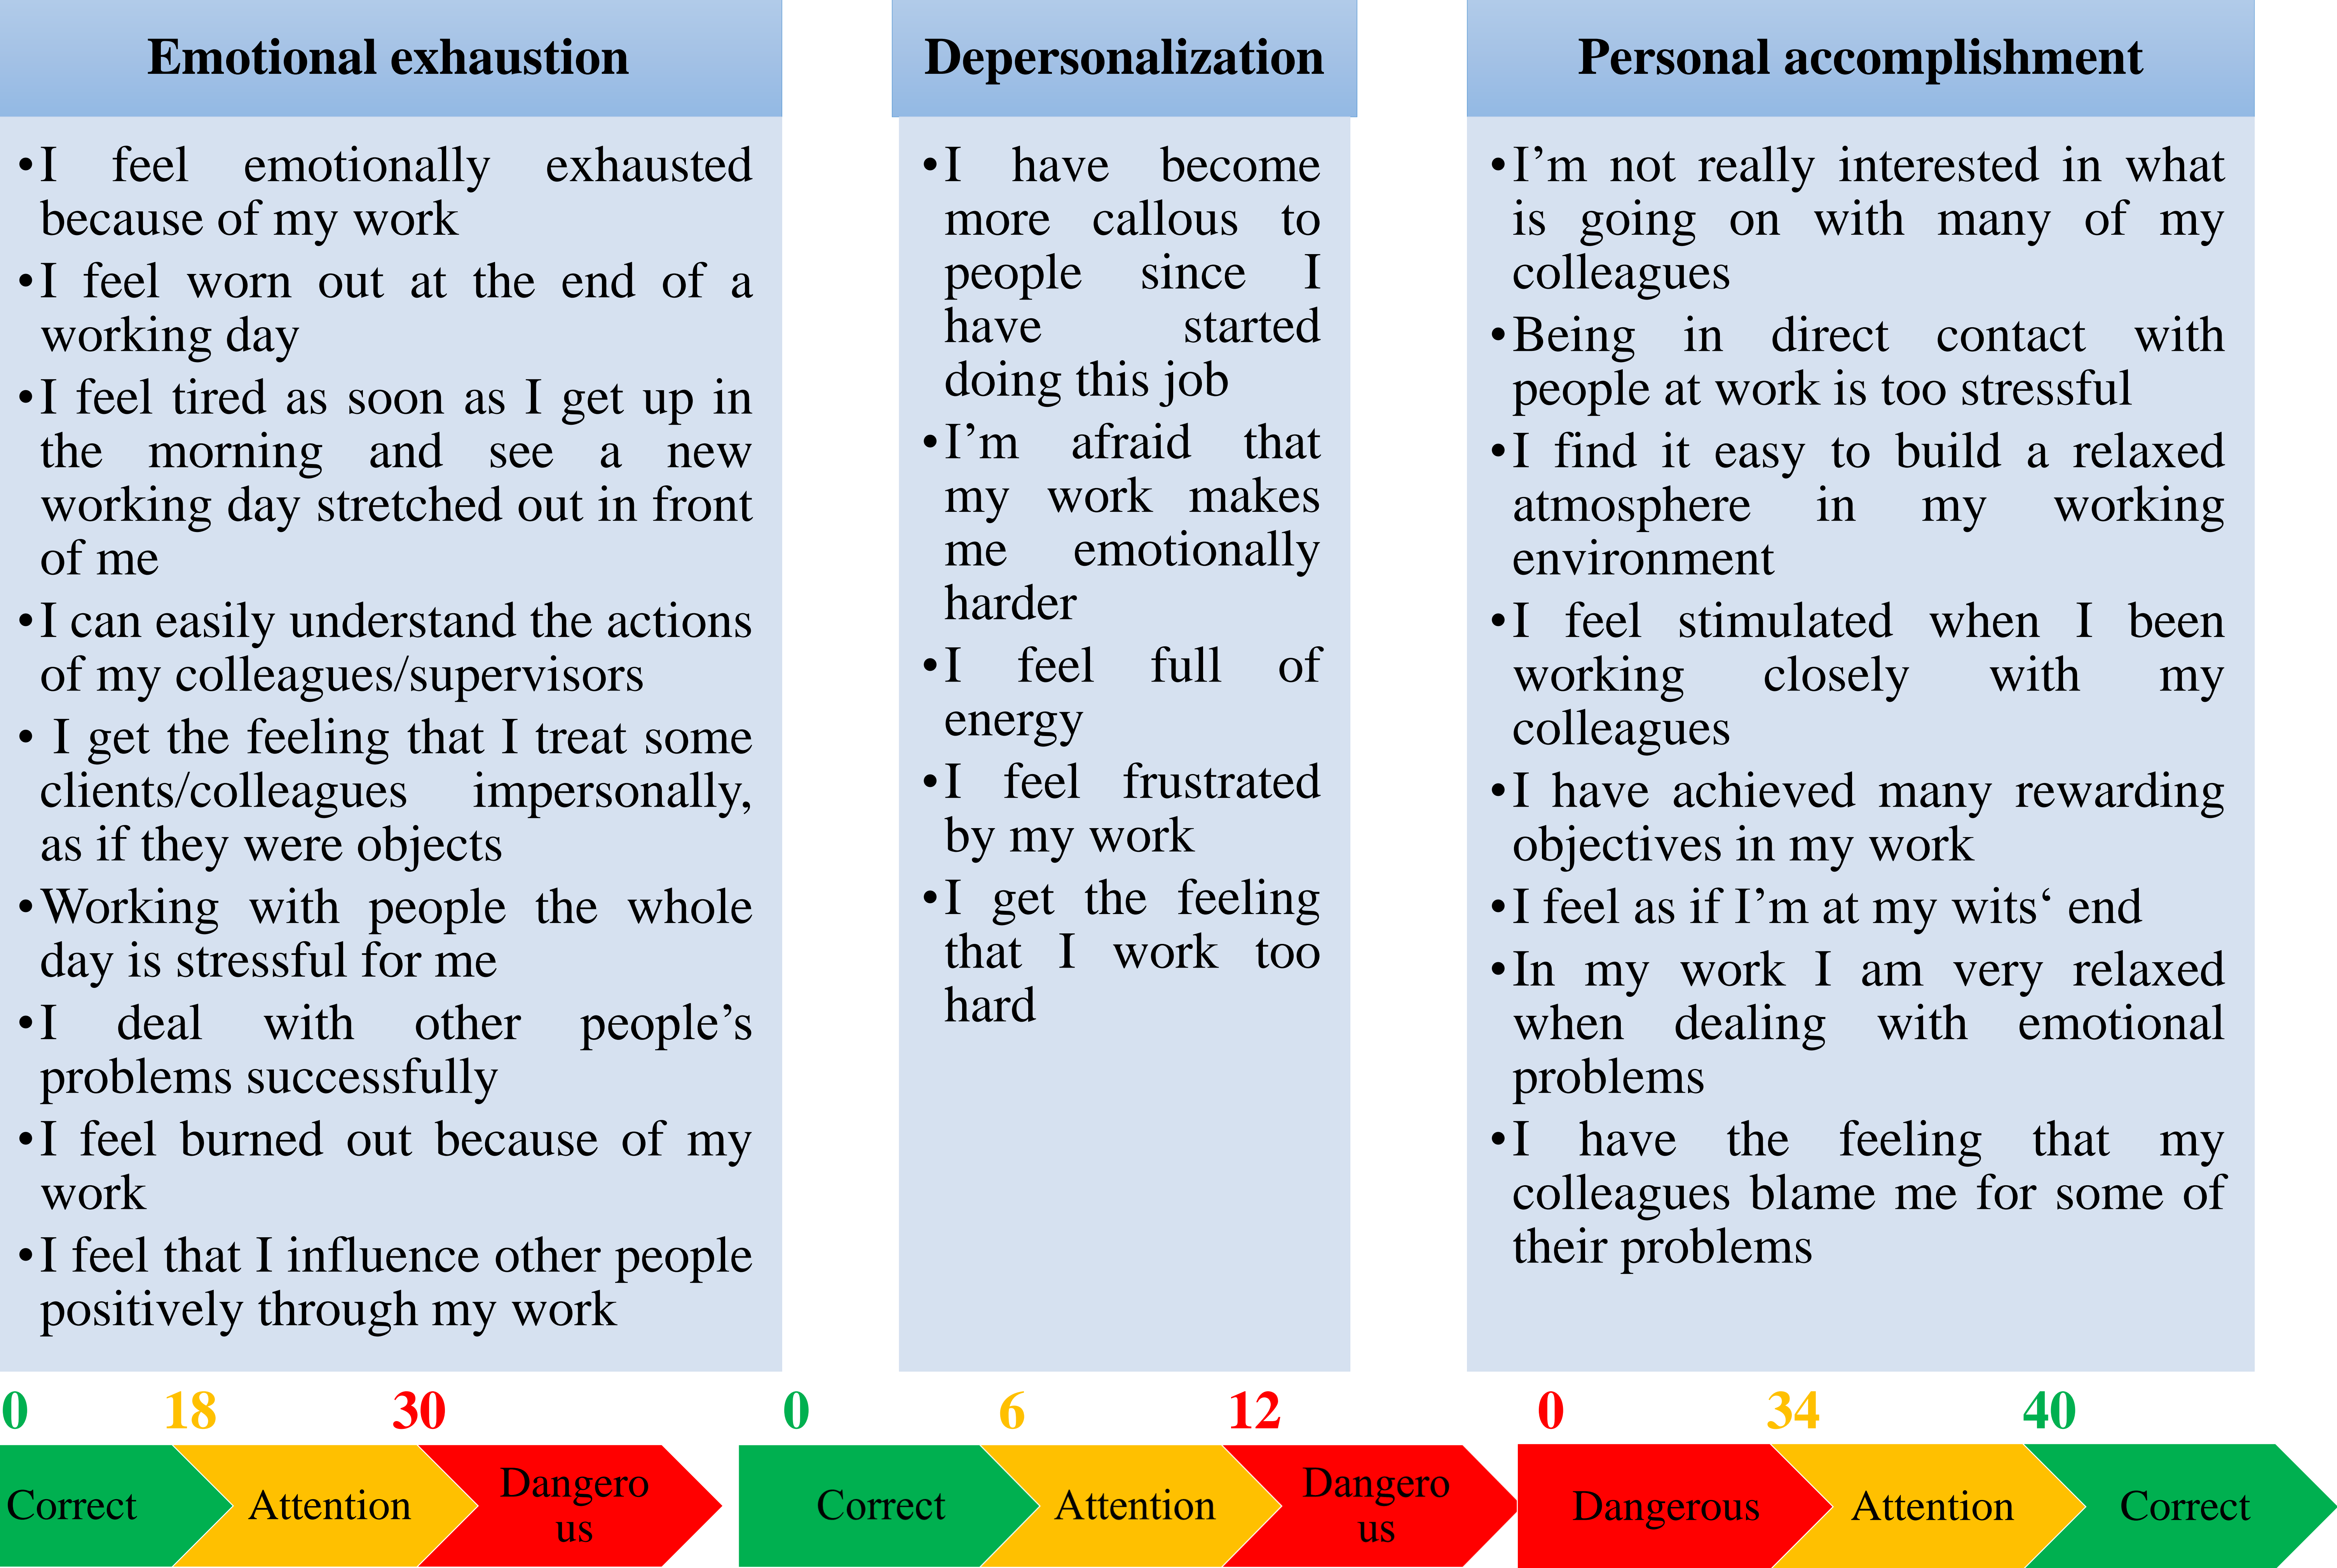 Emotional exhaustion
•I feel emotionally exhausted
because of my work
•I feel worn out at the end of a
working day
•I feel tired as soon as I get up in
the morning and see a new
working day stretched out in front
of me
•I can easily understand the actions
of my colleagues/supervisors
• I get the feeling that I treat some
clients/colleagues impersonally,
as if they were objects
•Working with people the whole
day is stressful for me
•I deal with other people’s
problems successfully
•I feel burned out because of my
work
•I feel that I influence other people
positively through my work
Depersonalization
•I have become
more callous to
people since I
have started
doing this job
•I’m afraid that
my work makes
me emotionally
harder
•I feel full of
energy
•I feel frustrated
by my work
•I get the feeling
that I work too
hard
Personal accomplishment
•I’m not really interested in what
is going on with many of my
colleagues
•Being in direct contact with
people at work is too stressful
•I find it easy to build a relaxed
atmosphere in my working
environment
•I feel stimulated when I been
working closely with my
colleagues
•I have achieved many rewarding
objectives in my work
•I feel as if I’m at my wits‘ end
•In my work I am very relaxed
when dealing with emotional
problems
•I have the feeling that my
colleagues blame me for some of
their problems
0 18 30
Correct Attention Dangero
us
0 6 12
Correct Attention Dangero
us
0 34 40
Dangerous Attention Correct